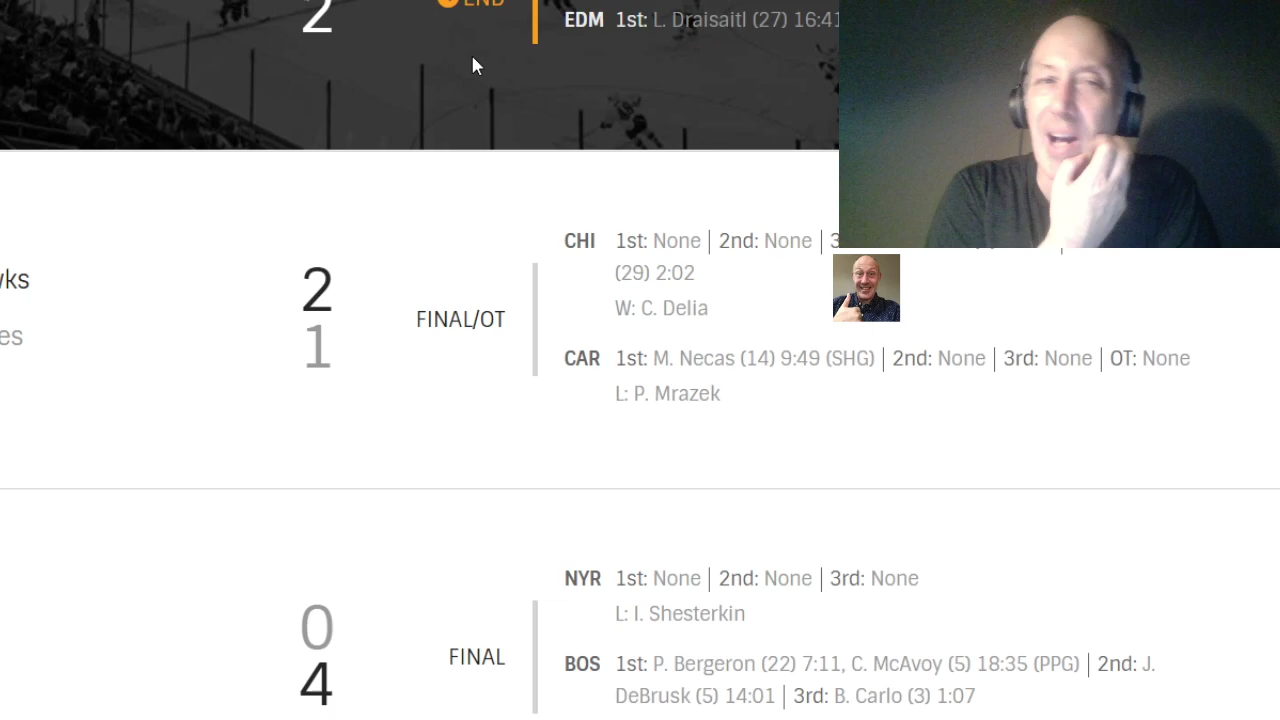 2
END
EDM 1st: L. Draisaitl (27) 16:41
wks
es
2
1
FINAL/OT
CHI 1st: None | 2nd: None | 3
(29) 2:02
W: C. Delia
CAR 1st: M. Necas (14) 9:49 (SHG) | 2nd: None | 3rd: None | OT: None
L: P. Mrazek
0
4
FINAL
NYR 1st: None | 2nd: None | 3rd: None
L: I. Shesterkin
BOS 1st: P. Bergeron (22) 7:11, C. McAvoy (5) 18:35 (PPG) | 2nd: J.
DeBrusk (5) 14:01 | 3rd: B. Carlo (3) 1:07